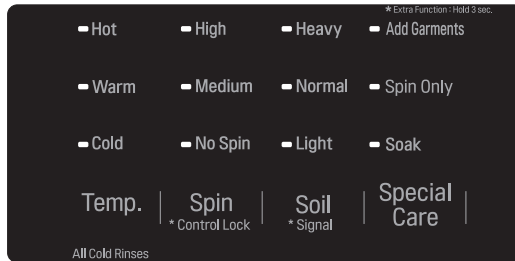 * Extra Function : Hold 3 sec.
Hot High Heavy Add Garments
Warm Medium Normal Spin Only
Cold No Spin Light Soak
Temp. Spin Soil Special Care
* Control Lock * Signal
All Cold Rinses